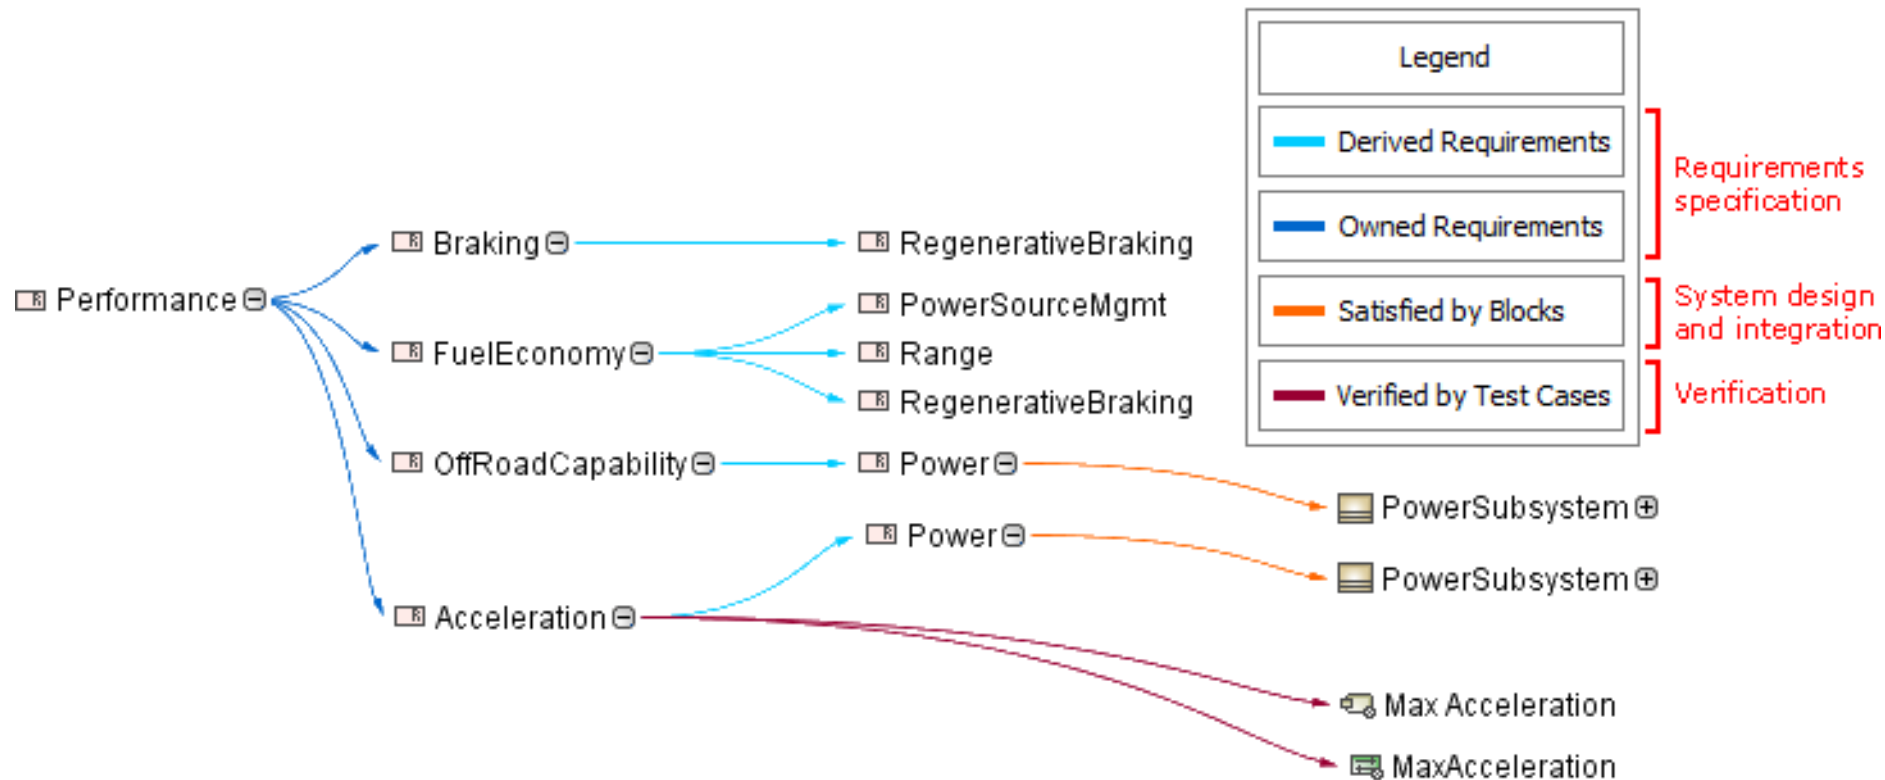 Legend
Derived Requirements
Owned Requirements
Satisfied by Blocks
Verified by Test Cases
Requirements
specification
System design
and integration
Verification
R Performance
R Braking
R RegenerativeBraking
R FuelEconomy
R PowerSourceMgmt
R Range
R RegenerativeBraking
R OffRoadCapability
R Power
PowerSubsystem
R Power
PowerSubsystem
R Acceleration
Max Acceleration
MaxAcceleration